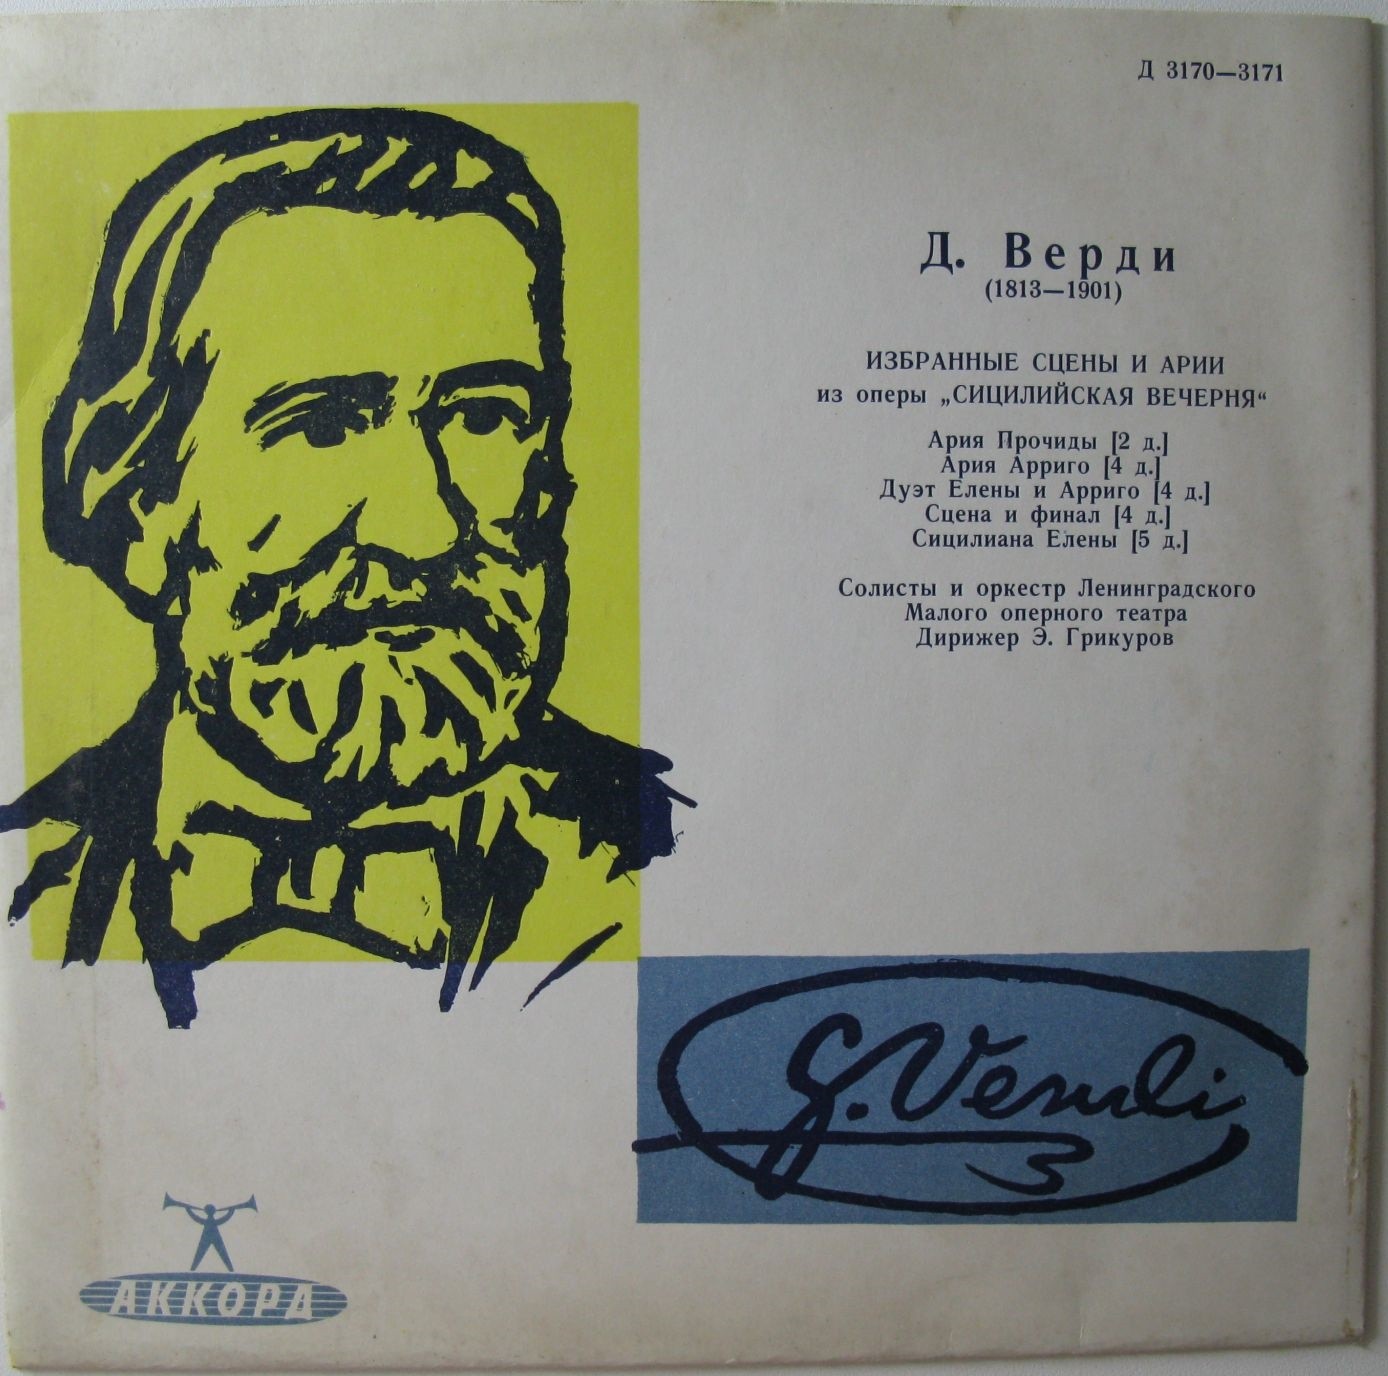 Д 3170—3171
Д. Верди
(1813—1901)
ИЗБРАННЫЕ СЦЕНЫ И АРИИ
из оперы „СИЦИЛИЙСКАЯ ВЕЧЕРНЯ“
Ария Прочиды [2 д.]
Ария Арриго [4 д.]
Дуэт Елены и Арриго [4 д.]
Сцена и финал [4 д.]
Сицилиана Елены [5 д.]
Солисты и оркестр Ленинградского
Малого оперного театра
Дирижер Э. Грикуров
G. Verdi
АККОРД